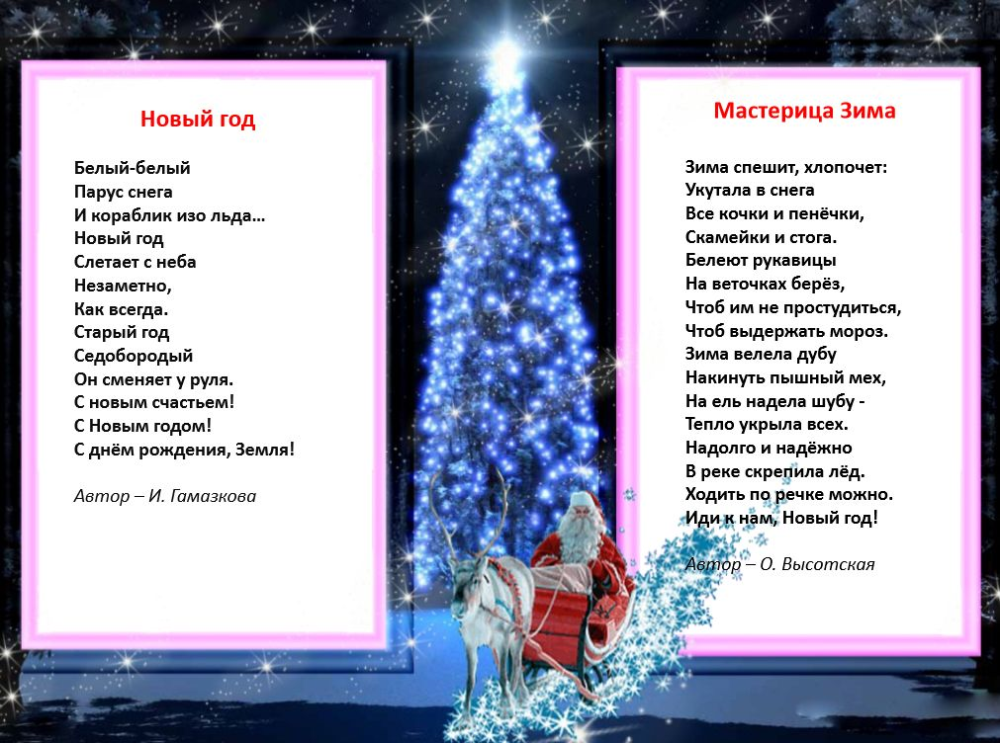 Новый год
Белый-белый
Парус снега
И кораблик изо льда…
Новый год
Слетает с неба
Незаметно,
Как всегда.
Старый год
Седобородый
Он сменяет у руля.
С новым счастьем!
С Новым годом!
С днём рождения, Земля!
Автор – И. Гамазкова
Мастерица Зима
Зима спешит, хлопочет:
Укутала в снега
Все кочки и пенёчки,
Скамейки и стога.
Белеют рукавицы
На веточках берёз,
Чтоб им не простудиться,
Чтоб выдержать мороз.
Зима велела дубу
Накинуть пышный мех,
На ель надела шубу -
Тепло укрыла всех.
Надолго и надёжно
В реке скрепила лёд.
Ходить по речке можно.
Иди к нам, Новый год!
Автор – О. Высотская